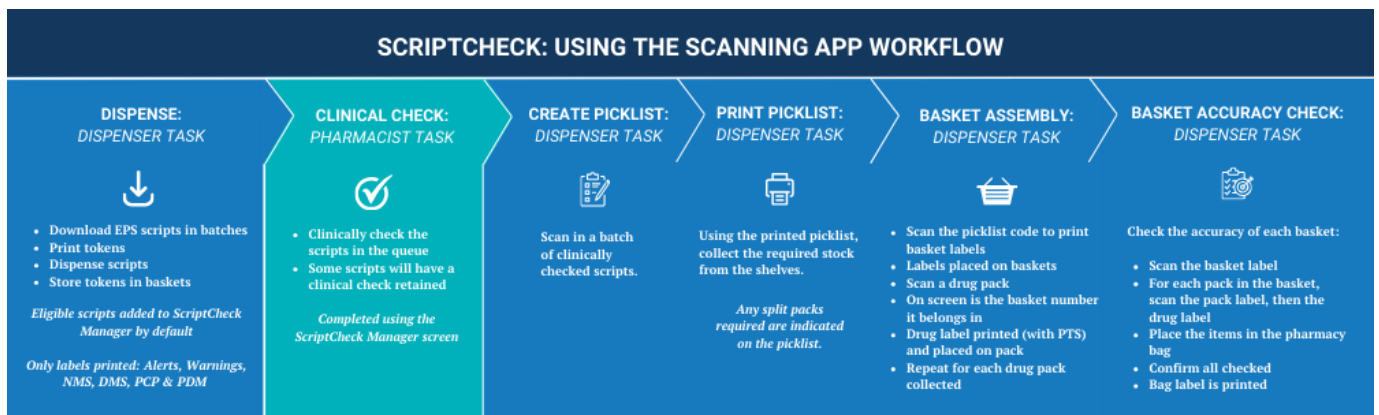 SCRIPTCHECK: USING THE SCANNING APP WORKFLOW
DISPENSE:
DISPENSER TASK
• Download EPS scripts in batches
• Print tokens
• Dispense scripts
• Store tokens in baskets
Eligible scripts added to ScriptCheck
Manager by default
Only labels printed: Alerts, Warnings,
NMS, DMS, PCP & PDM
CLINICAL CHECK:
PHARMACIST TASK
• Clinically check the
scripts in the queue
• Some scripts will have a
clinical check retained
Completed using the
ScriptCheck Manager screen
CREATE PICKLIST:
DISPENSER TASK
Scan in a batch
of clinically
checked scripts.
PRINT PICKLIST:
DISPENSER TASK
Using the printed picklist,
collect the required stock
from the shelves.
Any split packs
required are indicated
on the picklist.
BASKET ASSEMBLY:
DISPENSER TASK
• Scan the picklist code to print
basket labels
• Labels placed on baskets
• Scan a drug pack
• On screen is the basket number
it belongs in
• Drug label printed (with PTS)
and placed on pack
• Repeat for each drug pack
collected
BASKET ACCURACY CHECK:
DISPENSER TASK
Check the accuracy of each basket:
• Scan the basket label
• For each pack in the basket,
scan the pack label, then the
drug label
• Place the items in the pharmacy
bag
• Confirm all checked
• Bag label is printed